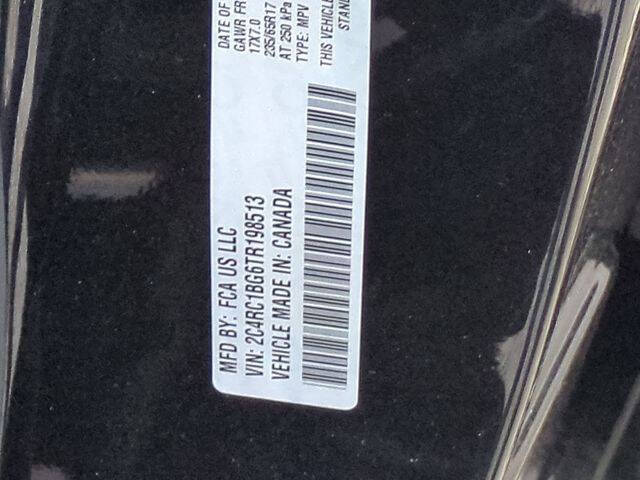 MFD BY: FCA US LLC
VIN: 2C4RC1BG6TR198513
VEHICLE MADE IN: CANADA
DATE OF
GAWR FR
17X7.0
235/65R17
AT 250 kPa
TYPE: MPV
THIS VEHICLE
STAND